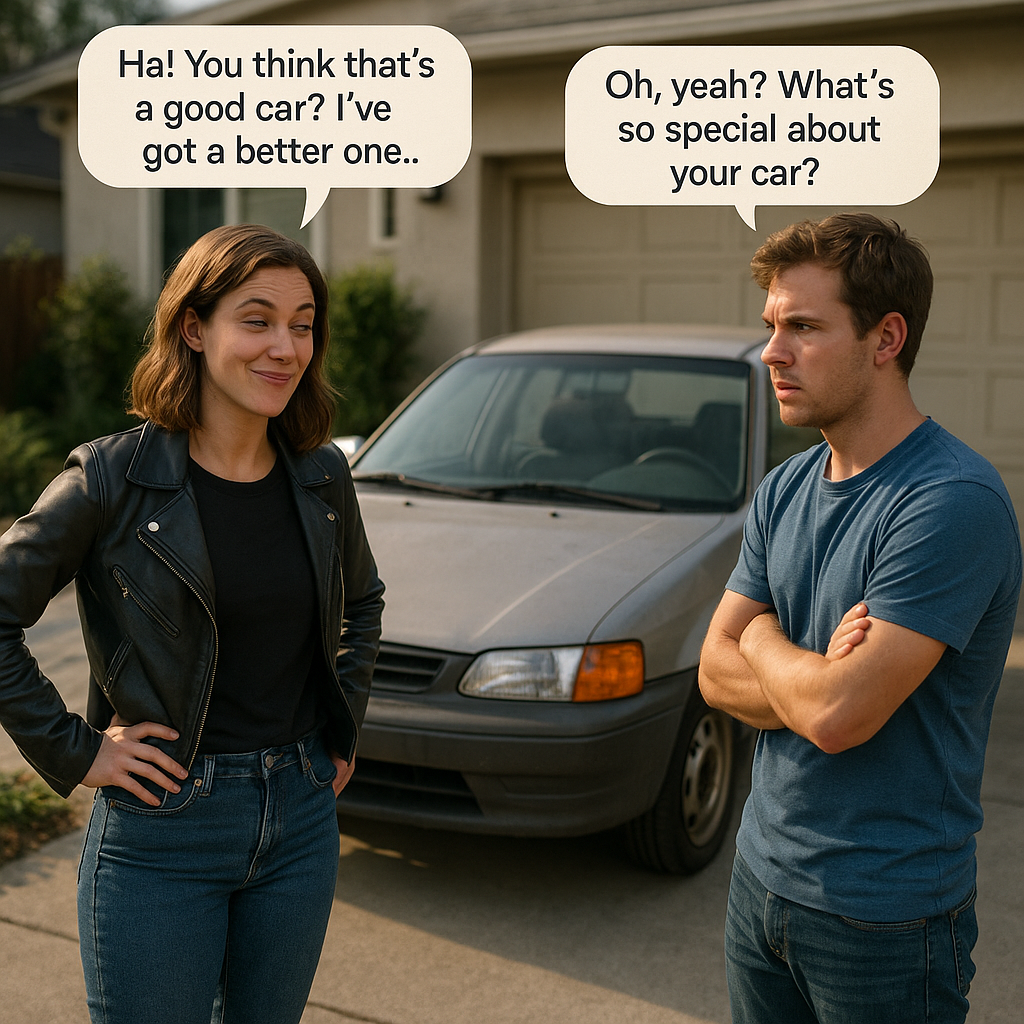 Ha! You think that's
a good car? I've
got a better one..
Oh, yeah? What's
so special about
your car?